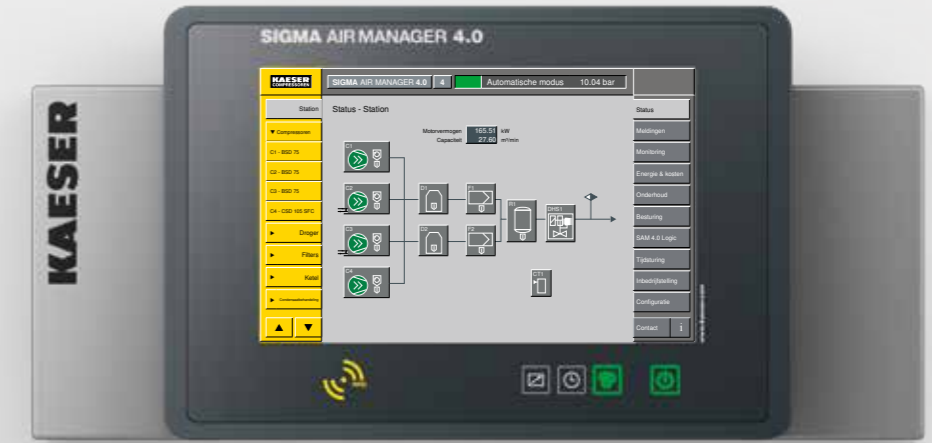 SIGMA AIR MANAGER 4.0
KAESER
KAESER
COMPRESSOREN
SIGMA AIR MANAGER 4.0 4 Automatische modus 10.04 bar
Station
Status - Station
Status
▼ Compressoren
C1 - BSD 75
C2 - BSD 75
C3 - BSD 75
C4 - CSD 105 SFC
► Droger
► Filters
► Ketel
► Condensaatbehandeling
▲ ▼
Motorvermogen 165.51 kW
Capaciteit 27.60 m³/min
C1
C2
C3
C4
D1
D2
F1
F2
R1
DHS1
CT1
Meldingen
Monitoring
Energie & kosten
Onderhoud
Besturing
SAM 4.0 Logic
Tijdsturing
Inbedrijfstelling
Configuratie
Contact i